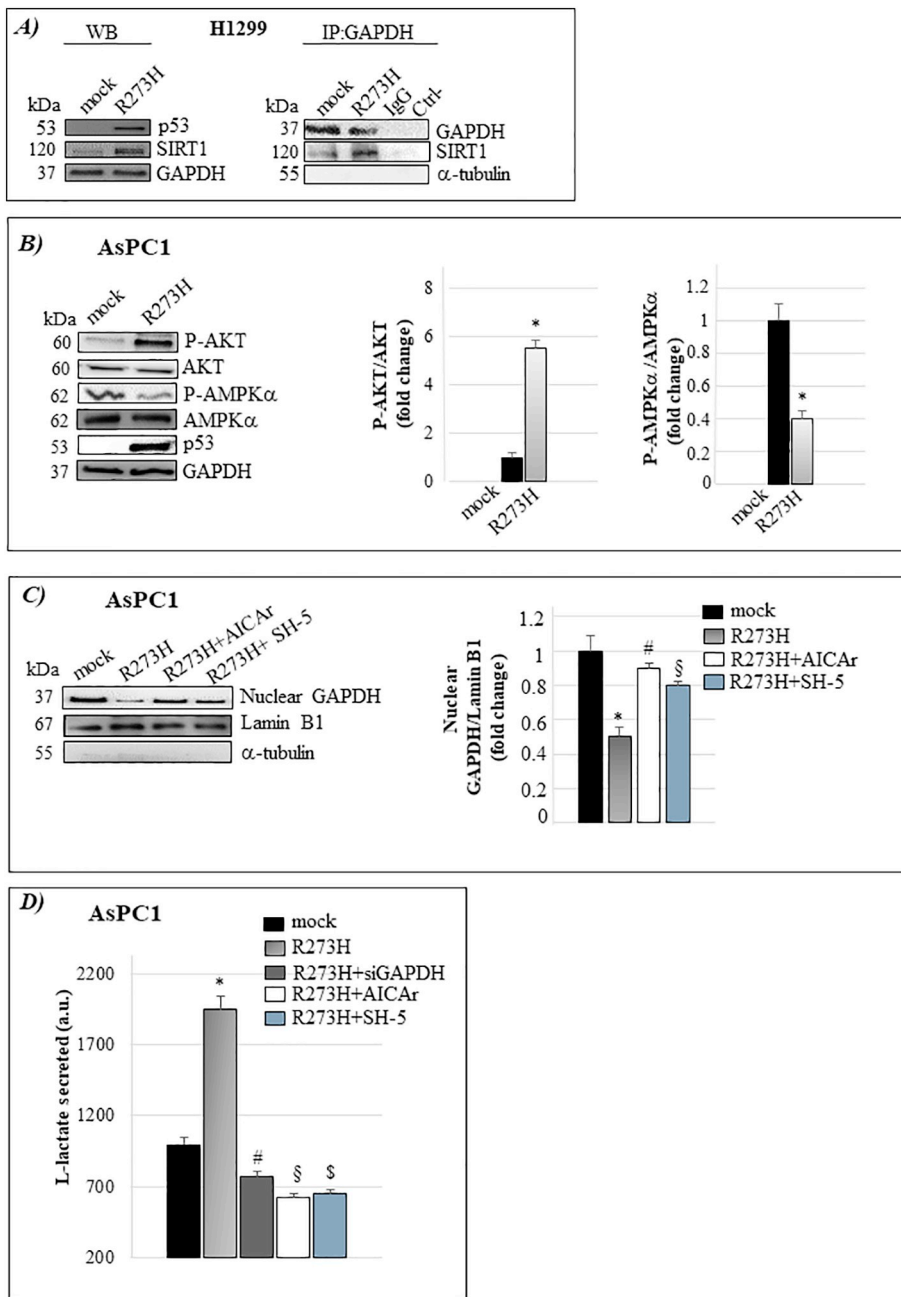 A)
WB H1299 IP:GAPDH
kDa mock R273H
53 p53
120 SIRT1
37 GAPDH
kDa mock R273H IgG Ctrl-
37 GAPDH
120 SIRT1
55 α-tubulin
B) AsPC1
kDa mock R273H
60 P-AKT
60 AKT
62 P-AMPKα
62 AMPKα
53 p53
37 GAPDH
P-AKT/AKT
(fold change)
8
6
4
2
0
*
mock R273H
P-AMPKα/AMPKα
(fold change)
1.2
1
0.8
0.6
0.4
0.2
0
*
mock R273H
C) AsPC1
kDa mock R273H R273H+AICAr R273H+ SH-5
37 Nuclear GAPDH
67 Lamin B1
55 α-tubulin
Nuclear
GAPDH/Lamin B1
(fold change)
1.2
1
0.8
0.6
0.4
0.2
0
* # §
mock
R273H
R273H+AICAr
R273H+SH-5
D) AsPC1
mock
R273H
R273H+siGAPDH
R273H+AICAr
R273H+SH-5
L-lactate secreted (a.u.)
2200
1700
1200
700
200
* # § $